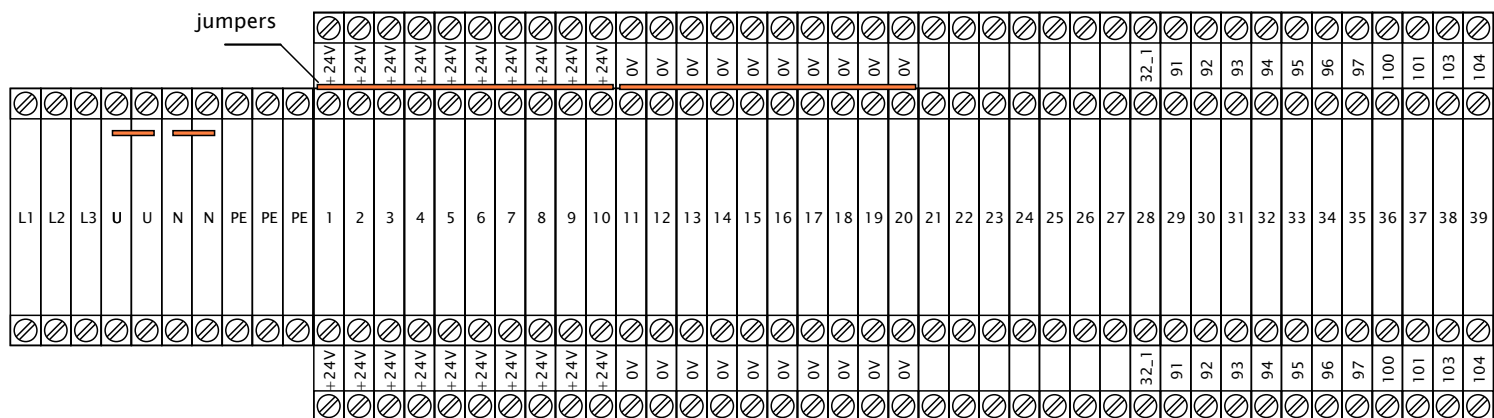 jumpers
+24V +24V +24V +24V +24V +24V +24V +24V +24V +24V 0V 0V 0V 0V 0V 0V 0V 0V 0V 0V 32_1 91 92 93 94 95 96 97 100 101 103 104
L1 L2 L3 U U N N PE PE PE 1 2 3 4 5 6 7 8 9 10 11 12 13 14 15 16 17 18 19 20 21 22 23 24 25 26 27 28 29 30 31 32 33 34 35 36 37 38 39
+24V +24V +24V +24V +24V +24V +24V +24V +24V +24V 0V 0V 0V 0V 0V 0V 0V 0V 0V 0V 32_1 91 92 93 94 95 96 97 100 101 103 104